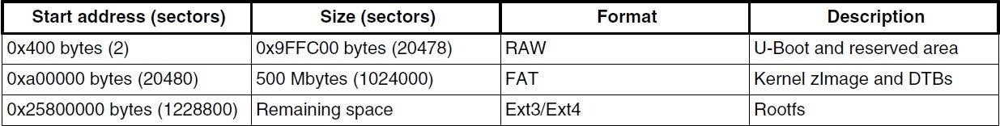 Start address (sectors) Size (sectors) Format Description
0x400 bytes (2) 0x9FFC00 bytes (20478) RAW U-Boot and reserved area
0xa00000 bytes (20480) 500 Mbytes (1024000) FAT Kernel zImage and DTBs
0x25800000 bytes (1228800) Remaining space Ext3/Ext4 Rootfs